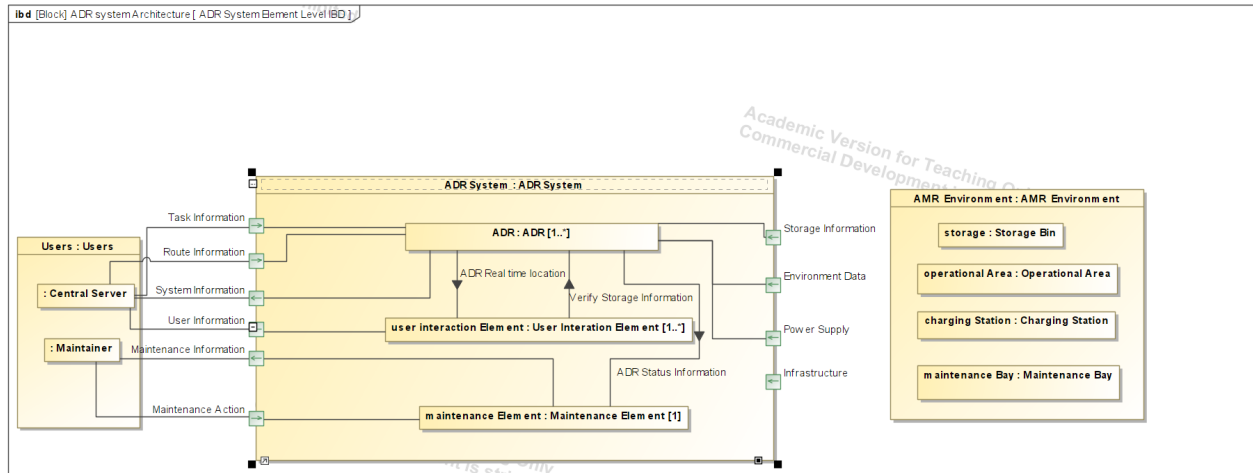 ibd [Block] ADR system Architecture [ ADR System Element Level IBD ]
Academic Version for Teaching Only
Commercial Development
ADR System : ADR System
AMR Environment : AMR Environment
Task Information
Storage Information
storage : Storage Bin
ADR : ADR [1..*]
Users : Users
Route Information
ADR Real time location
Environment Data
operational Area : Operational Area
: Central Server
System Information
Verify Storage Information
User Information
user interaction Element : User Interation Element [1..*]
Power Supply
charging Station : Charging Station
: Maintainer
Maintenance Information
ADR Status Information
Infrastructure
maintenance Bay : Maintenance Bay
Maintenance Action
maintenance Element : Maintenance Element [1]